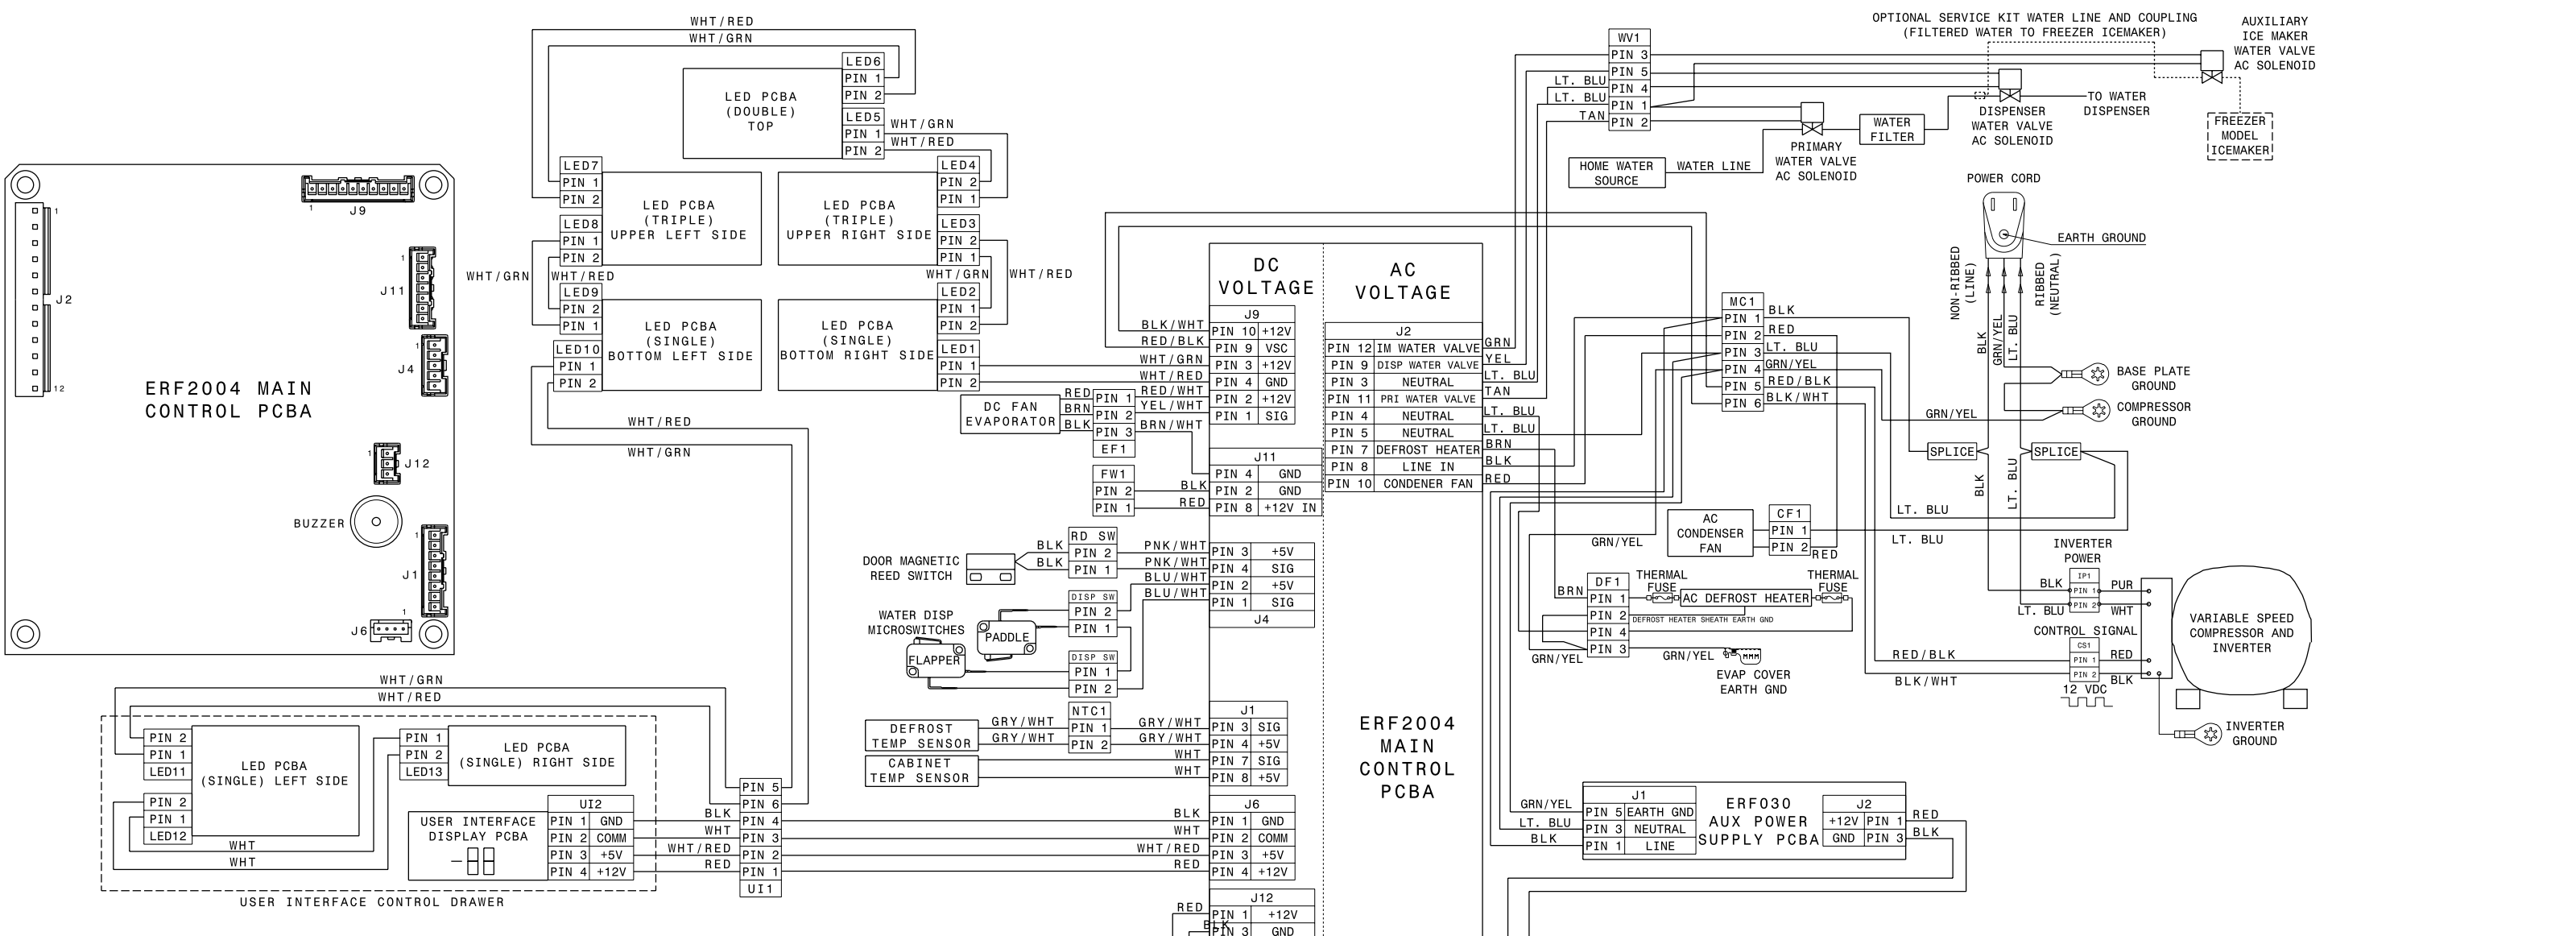 ERF2004 MAIN
CONTROL PCBA
J9
1
J2
1
12
J11
1
J4
1
J12
1
BUZZER
J1
1
J6
1
WHT/RED
WHT/GRN
LED PCBA
(DOUBLE)
TOP
LED6
PIN 1
PIN 2
LED5
PIN 1
PIN 2
WHT/GRN
WHT/RED
LED7
PIN 1
PIN 2
LED PCBA
(TRIPLE)
UPPER LEFT SIDE
LED8
PIN 1
PIN 2
LED PCBA
(TRIPLE)
UPPER RIGHT SIDE
LED4
PIN 2
PIN 1
LED3
PIN 2
PIN 1
WHT/GRN
WHT/RED
WHT/GRN
WHT/RED
LED9
PIN 2
PIN 1
LED PCBA
(SINGLE)
BOTTOM LEFT SIDE
LED10
PIN 1
PIN 2
LED PCBA
(SINGLE)
BOTTOM RIGHT SIDE
LED2
PIN 1
PIN 2
LED1
PIN 1
PIN 2
WHT/RED
WHT/GRN
DC
VOLTAGE
AC
VOLTAGE
BLK/WHT
RED/BLK
WHT/GRN
WHT/RED
RED/WHT
YEL/WHT
BRN/WHT
J9
PIN 10 +12V
PIN 9 VSC
PIN 3 +12V
PIN 4 GND
PIN 2 +12V
PIN 1 SIG
DC FAN
EVAPORATOR
RED
BRN
BLK
PIN 1
PIN 2
PIN 3
EF1
FW1
PIN 2
PIN 1
BLK
RED
J11
PIN 4 GND
PIN 2 GND
PIN 8 +12V IN
J2
PIN 12 IM WATER VALVE
PIN 9 DISP WATER VALVE
PIN 3 NEUTRAL
PIN 11 PRI WATER VALVE
PIN 4 NEUTRAL
PIN 5 NEUTRAL
PIN 7 DEFROST HEATER
PIN 8 LINE IN
PIN 10 CONDENER FAN
GRN
YEL
LT. BLU
TAN
LT. BLU
LT. BLU
BRN
BLK
RED
DOOR MAGNETIC
REED SWITCH
BLK
BLK
RD SW
PIN 2
PIN 1
PNK/WHT
PNK/WHT
BLU/WHT
BLU/WHT
PIN 3 +5V
PIN 4 SIG
PIN 2 +5V
PIN 1 SIG
J4
WATER DISP
MICROSWITCHES
PADDLE
FLAPPER
DISP SW
PIN 2
PIN 1
DISP SW
PIN 1
PIN 2
DEFROST
TEMP SENSOR
GRY/WHT
GRY/WHT
NTC1
PIN 1
PIN 2
GRY/WHT
GRY/WHT
CABINET
TEMP SENSOR
WHT
WHT
J1
PIN 3 SIG
PIN 4 +5V
PIN 7 SIG
PIN 8 +5V
J6
PIN 1 GND
PIN 2 COMM
PIN 3 +5V
PIN 4 +12V
BLK
WHT
WHT/RED
RED
J12
PIN 1 +12V
PIN 3 GND
RED
BLK
ERF2004
MAIN
CONTROL
PCBA
WHT/GRN
WHT/RED
PIN 2
PIN 1
LED11
LED PCBA
(SINGLE) LEFT SIDE
PIN 2
PIN 1
LED12
WHT
WHT
PIN 1
PIN 2
LED13
LED PCBA
(SINGLE) RIGHT SIDE
USER INTERFACE
DISPLAY PCBA
UI2
PIN 1 GND
PIN 2 COMM
PIN 3 +5V
PIN 4 +12V
BLK
WHT
WHT/RED
RED
PIN 5
PIN 6
PIN 4
PIN 3
PIN 2
PIN 1
UI1
USER INTERFACE CONTROL DRAWER
WV1
PIN 3
PIN 5
PIN 4
PIN 1
PIN 2
LT. BLU
LT. BLU
TAN
OPTIONAL SERVICE KIT WATER LINE AND COUPLING
(FILTERED WATER TO FREEZER ICEMAKER)
AUXILIARY
ICE MAKER
WATER VALVE
AC SOLENOID
TO WATER
DISPENSER
DISPENSER
WATER VALVE
AC SOLENOID
WATER
FILTER
PRIMARY
WATER VALVE
AC SOLENOID
HOME WATER
SOURCE
WATER LINE
FREEZER
MODEL
ICEMAKER
POWER CORD
EARTH GROUND
NON-RIBBED
(LINE)
RIBBED
(NEUTRAL)
BLK
GRN/YEL
LT. BLU
MC1
PIN 1
PIN 2
PIN 3
PIN 4
PIN 5
PIN 6
BLK
RED
LT. BLU
GRN/YEL
RED/BLK
BLK/WHT
BASE PLATE
GROUND
COMPRESSOR
GROUND
GRN/YEL
SPLICE
SPLICE
BLK
LT. BLU
LT. BLU
LT. BLU
AC
CONDENSER
FAN
CF1
PIN 1
PIN 2
RED
GRN/YEL
DF1
PIN 1
PIN 2
PIN 4
PIN 3
BRN
THERMAL
FUSE
AC DEFROST HEATER
THERMAL
FUSE
DEFROST HEATER SHEATH EARTH GND
GRN/YEL
GRN/YEL
EVAP COVER
EARTH GND
INVERTER
POWER
IP1
PIN 1
PIN 2
BLK
LT. BLU
PUR
WHT
CONTROL SIGNAL
CS1
PIN 1
PIN 2
RED/BLK
BLK/WHT
RED
BLK
12 VDC
VARIABLE SPEED
COMPRESSOR AND
INVERTER
INVERTER
GROUND
GRN/YEL
LT. BLU
BLK
J1
PIN 5 EARTH GND
PIN 3 NEUTRAL
PIN 1 LINE
ERF030
AUX POWER
SUPPLY PCBA
J2
+12V PIN 1
GND PIN 3
RED
BLK